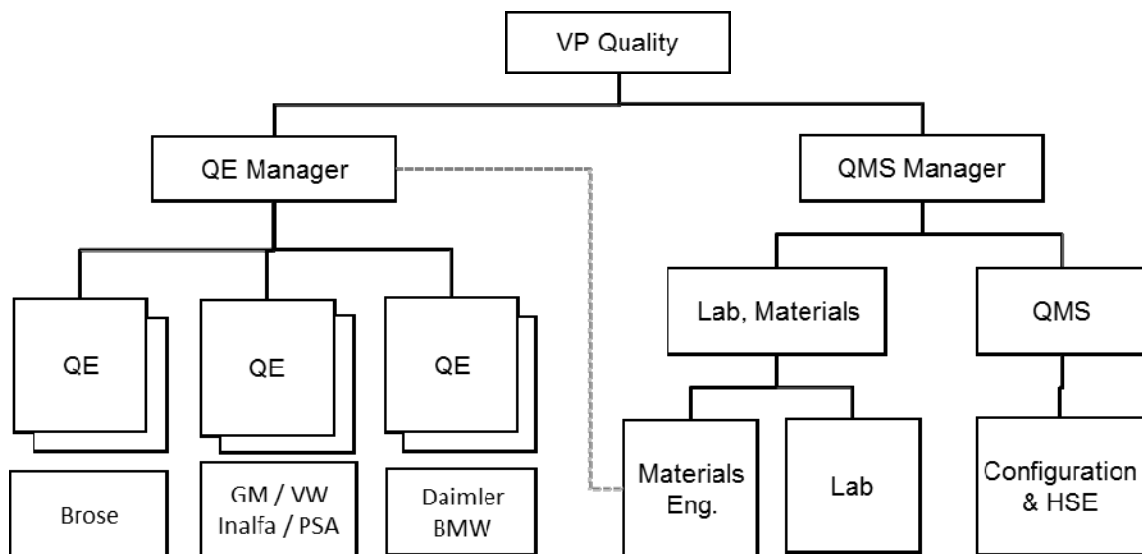 VP Quality
QE Manager
QMS Manager
QE
QE
QE
Lab, Materials
QMS
Brose
GM / VW
Inalfa / PSA
Daimler
BMW
Materials
Eng.
Lab
Configuration
& HSE